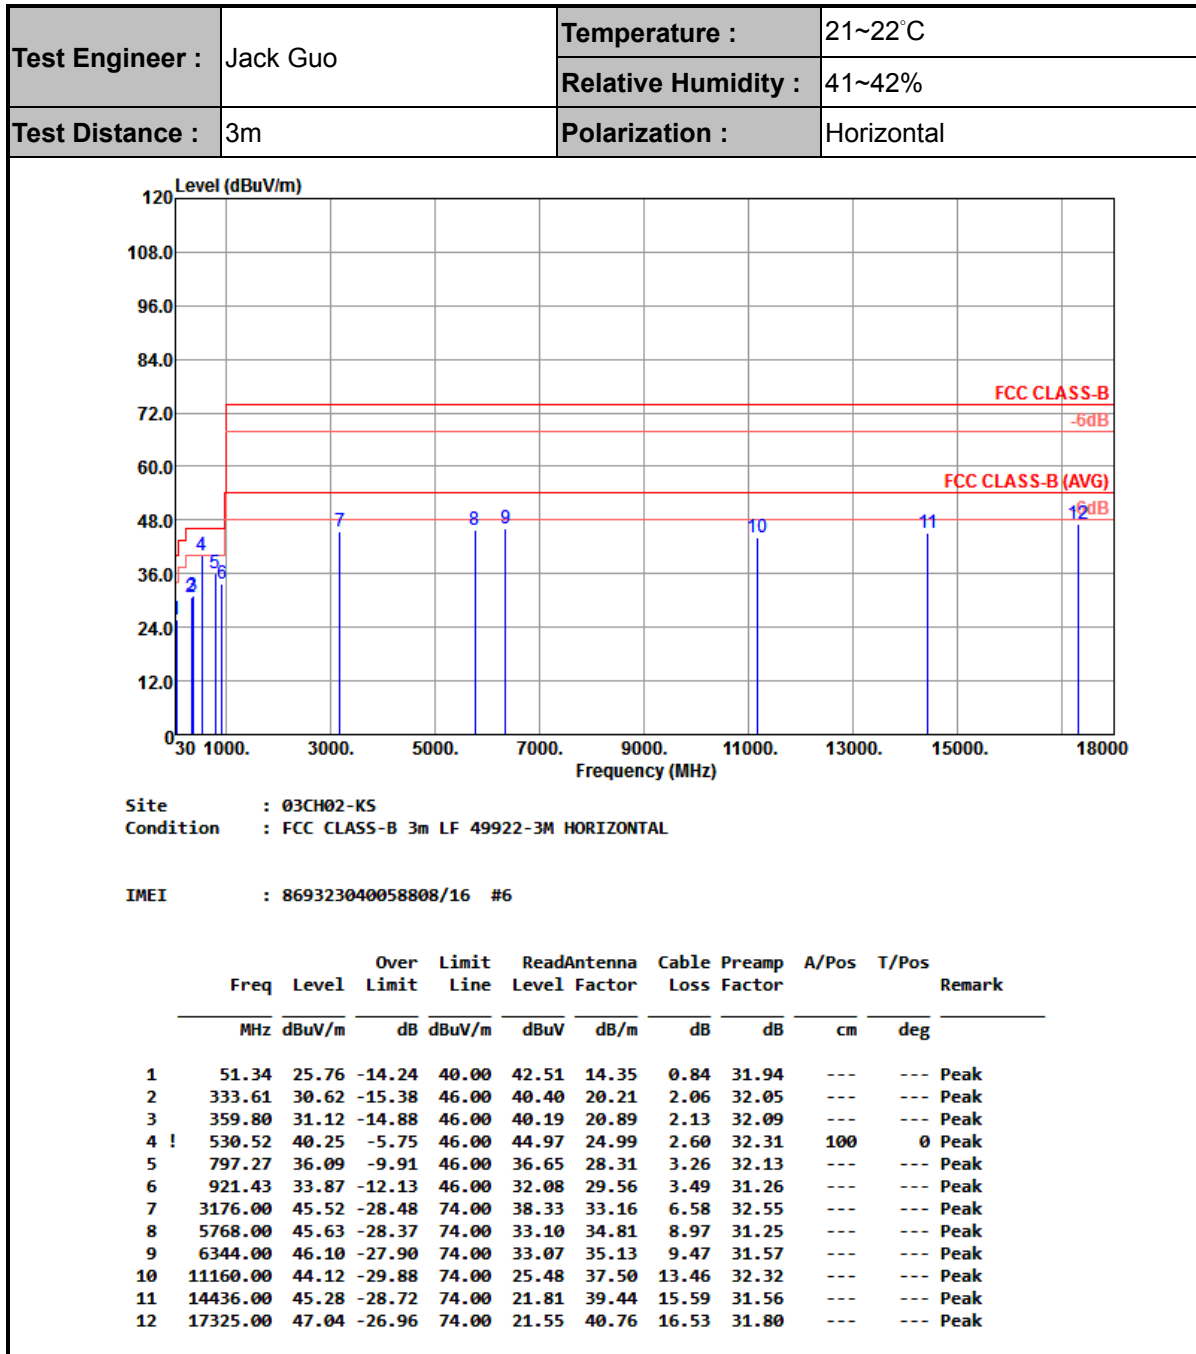 Test Engineer : Jack Guo Temperature : 21~22°C
Relative Humidity : 41~42%
Test Distance : 3m Polarization : Horizontal
Level (dBuV/m)
120
108.0
96.0
84.0
FCC CLASS-B
72.0
-6dB
60.0
FCC CLASS-B (AVG)
-6dB
48.0
7 8 9 10 11 12
4
5
6
36.0
2 3
1
24.0
12.0
0
30 1000. 3000. 5000. 7000. 9000. 11000. 13000. 15000. 18000
Frequency (MHz)
Site : 03CH02-KS
Condition : FCC CLASS-B 3m LF 49922-3M HORIZONTAL
IMEI : 869323040058808/16 #6
Over Limit ReadAntenna Cable Preamp A/Pos T/Pos
Freq Level Limit Line Level Factor Loss Factor Remark
MHz dBuV/m dB dBuV/m dBuV dB/m dB dB cm deg
1 51.34 25.76 -14.24 40.00 42.51 14.35 0.84 31.94 --- --- Peak
2 333.61 30.62 -15.38 46.00 40.40 20.21 2.06 32.05 --- --- Peak
3 359.80 31.12 -14.88 46.00 40.19 20.89 2.13 32.09 --- --- Peak
4 ! 530.52 40.25 -5.75 46.00 44.97 24.99 2.60 32.31 100 0 Peak
5 797.27 36.09 -9.91 46.00 36.65 28.31 3.26 32.13 --- --- Peak
6 921.43 33.87 -12.13 46.00 32.08 29.56 3.49 31.26 --- --- Peak
7 3176.00 45.52 -28.48 74.00 38.33 33.16 6.58 32.55 --- --- Peak
8 5768.00 45.63 -28.37 74.00 33.10 34.81 8.97 31.25 --- --- Peak
9 6344.00 46.10 -27.90 74.00 33.07 35.13 9.47 31.57 --- --- Peak
10 11160.00 44.12 -29.88 74.00 25.48 37.50 13.46 32.32 --- --- Peak
11 14436.00 45.28 -28.72 74.00 21.81 39.44 15.59 31.56 --- --- Peak
12 17325.00 47.04 -26.96 74.00 21.55 40.76 16.53 31.80 --- --- Peak